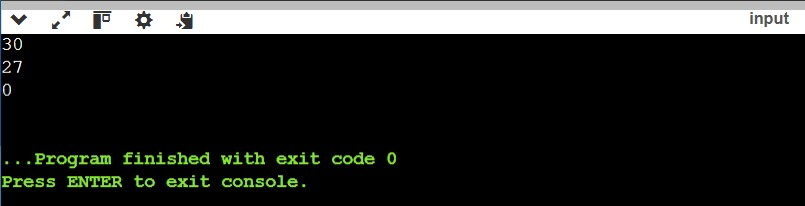 input
30
27
0
...Program finished with exit code 0
Press ENTER to exit console.